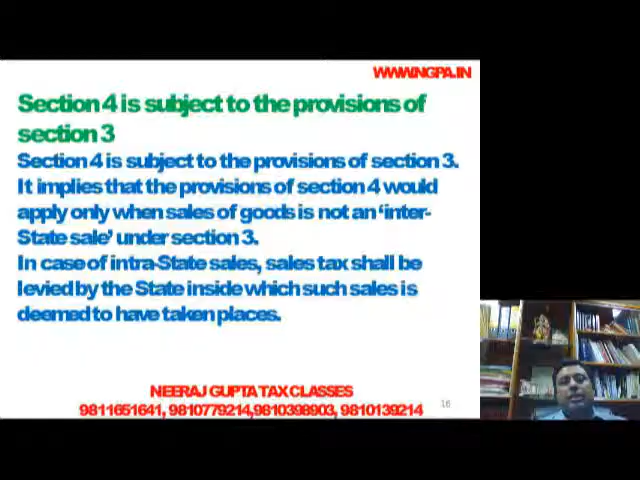 WWW.NGPA.IN
Section 4 is subject to the provisions of
section 3
Section 4 is subject to the provisions of section 3.
It implies that the provisions of section 4 would
apply only when sales of goods is not an ‘inter-
State sale’ under section 3.
In case of intra-State sales, sales tax shall be
levied by the State inside which such sales is
deemed to have taken places.
NEERAJ GUPTA TAX CLASSES
9811651641, 9810779214,9810398903, 9810139214
16